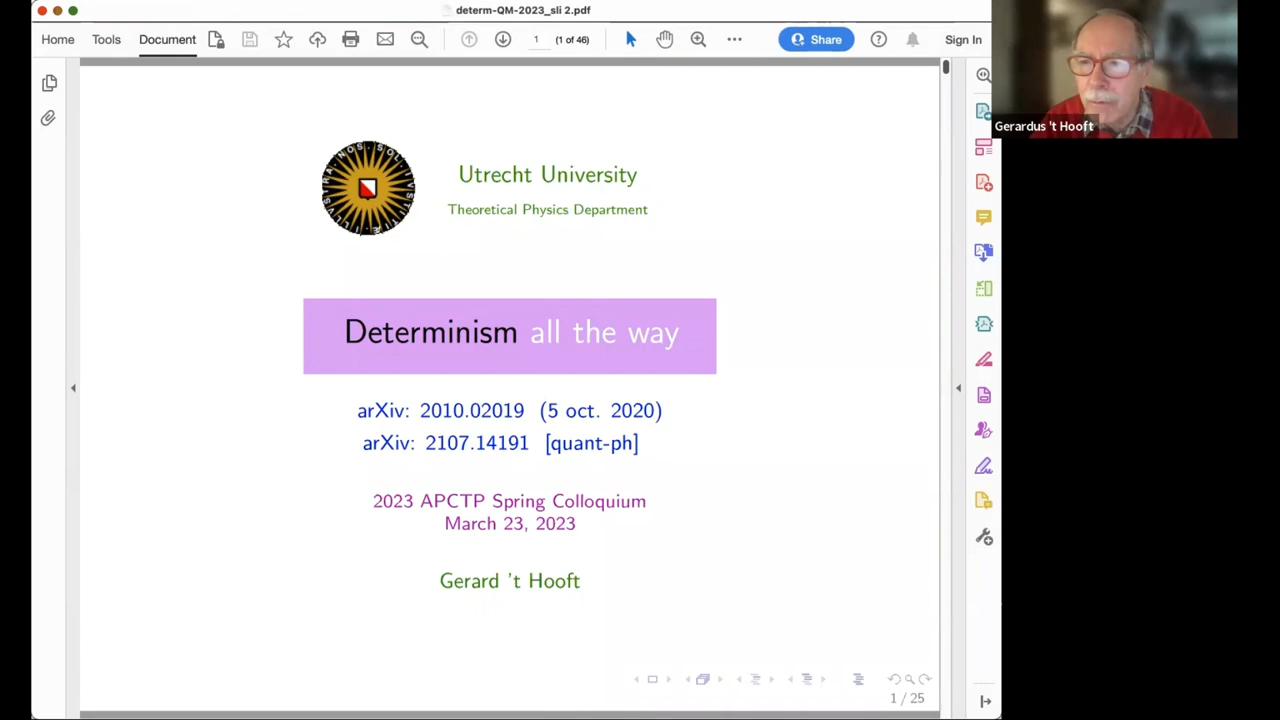 determ-QM-2023_sli 2.pdf
Home Tools Document 1 (1 of 46) Share Sign In
Gerardus 't Hooft
Utrecht University
Theoretical Physics Department
Determinism all the way
arXiv: 2010.02019 (5 oct. 2020)
arXiv: 2107.14191 [quant-ph]
2023 APCTP Spring Colloquium
March 23, 2023
Gerard 't Hooft
1 / 25